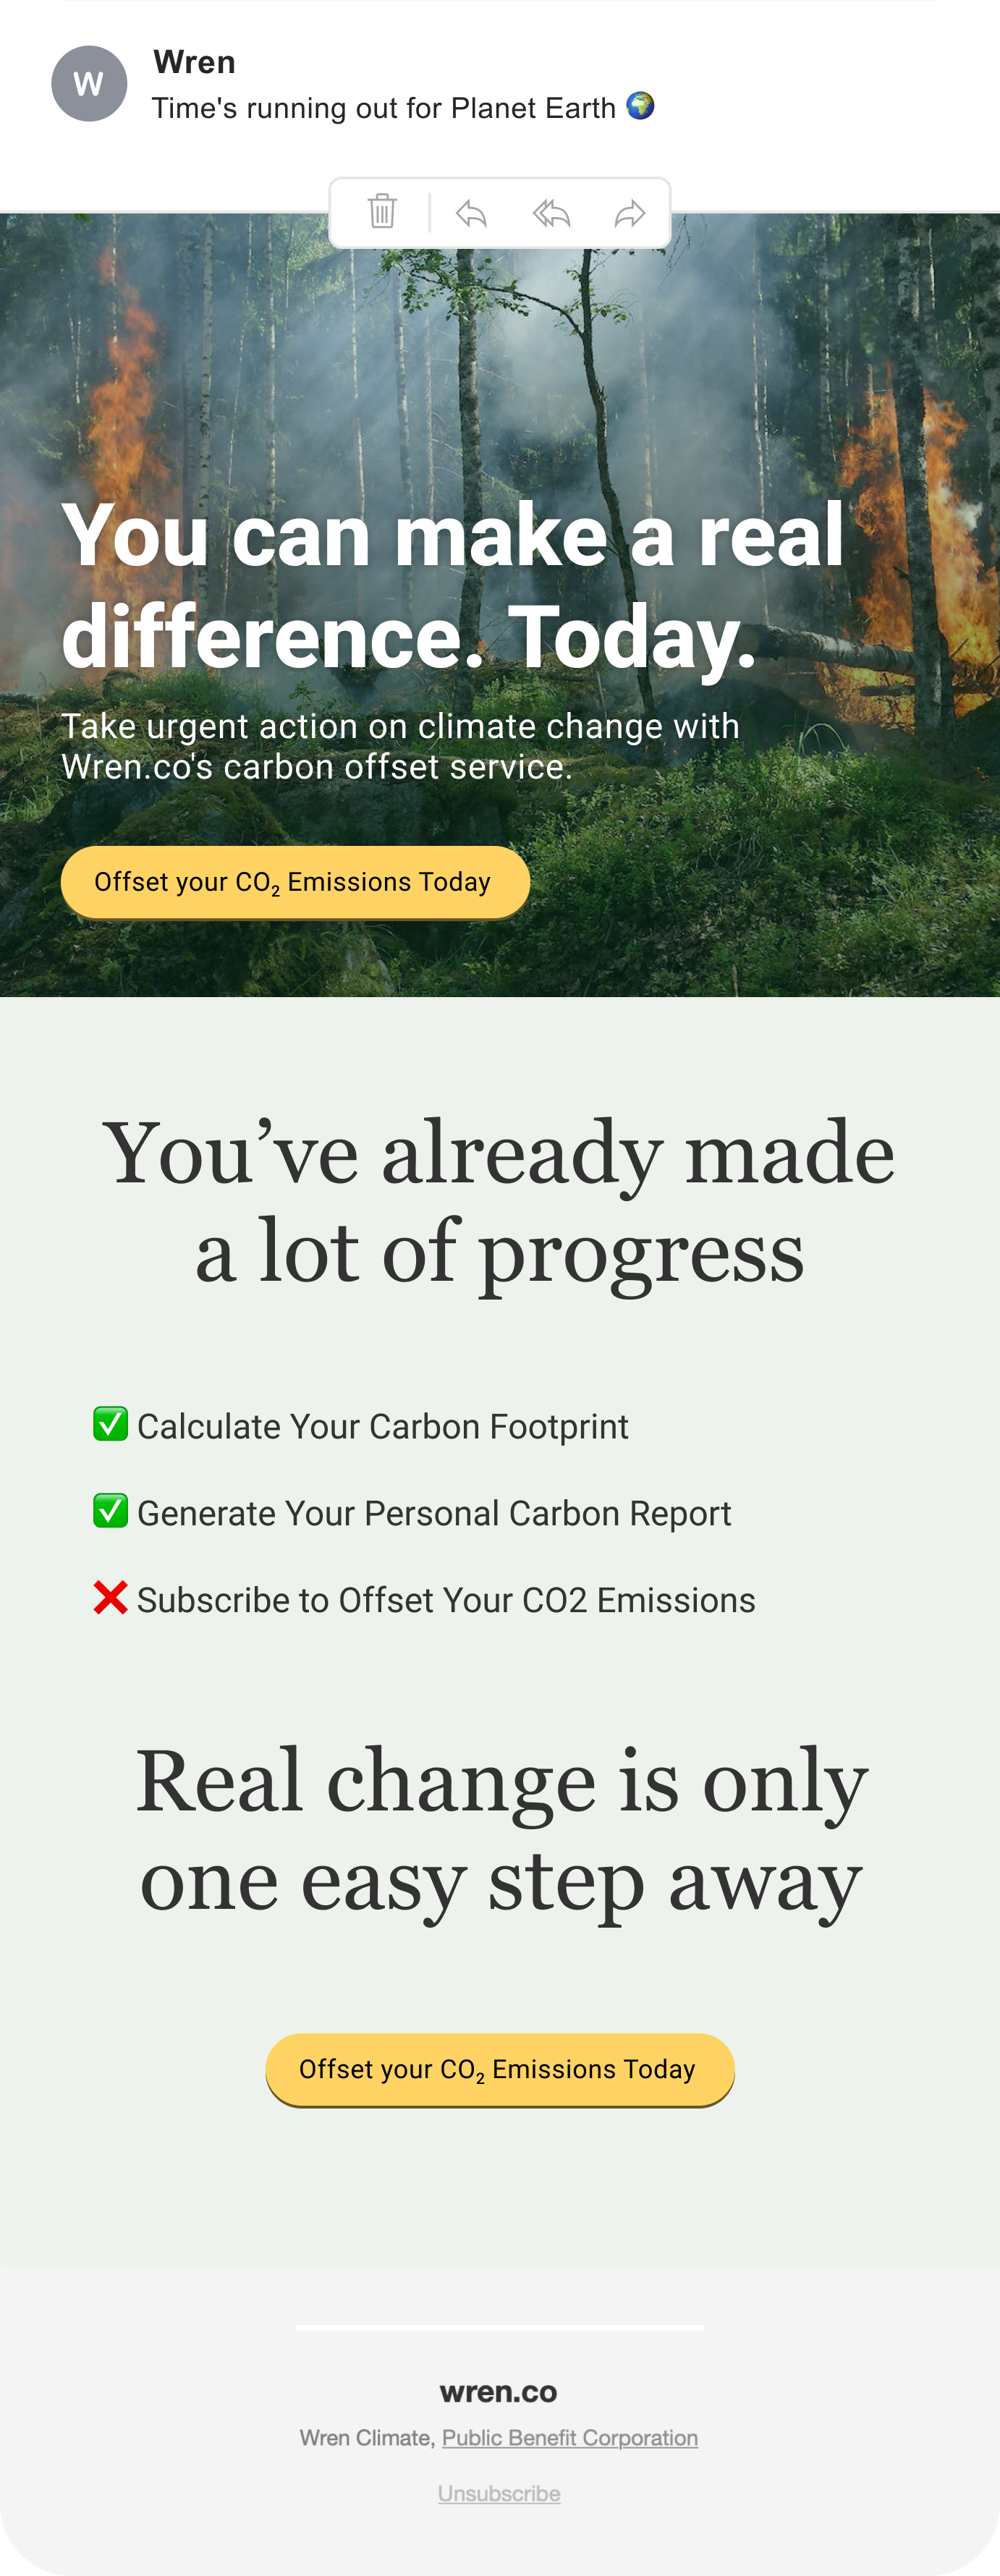 W
Wren
Time's running out for Planet Earth 🌍
You can make a real
difference. Today.
Take urgent action on climate change with
Wren.co's carbon offset service.
Offset your CO₂ Emissions Today
You’ve already made
a lot of progress
✅ Calculate Your Carbon Footprint
✅ Generate Your Personal Carbon Report
❌ Subscribe to Offset Your CO2 Emissions
Real change is only
one easy step away
Offset your CO₂ Emissions Today
wren.co
Wren Climate, Public Benefit Corporation
Unsubscribe